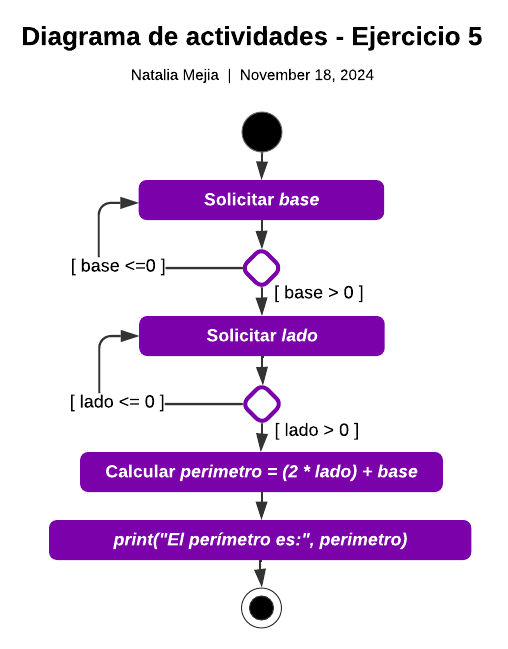 Diagrama de actividades - Ejercicio 5
Natalia Mejia | November 18, 2024
Solicitar base
[ base <=0 ]
[ base > 0 ]
Solicitar lado
[ lado <= 0 ]
[ lado > 0 ]
Calcular perimetro = (2 * lado) + base
print("El perímetro es:", perimetro)